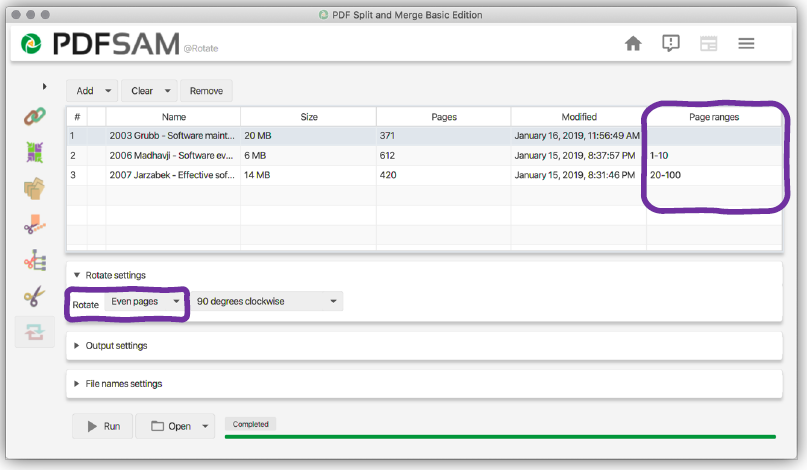 PDF Split and Merge Basic Edition
PDFSAM @Rotate
Add Clear Remove
# Name Size Pages Modified Page ranges
1 2003 Grubb - Software maint... 20 MB 371 January 16, 2019, 11:56:49 AM
2 2006 Madhavji - Software ev... 6 MB 612 January 15, 2019, 8:37:57 PM 1-10
3 2007 Jarzabek - Effective sof... 14 MB 420 January 15, 2019, 8:31:46 PM 20-100
Rotate settings
Rotate Even pages 90 degrees clockwise
Output settings
File names settings
Run Open Completed